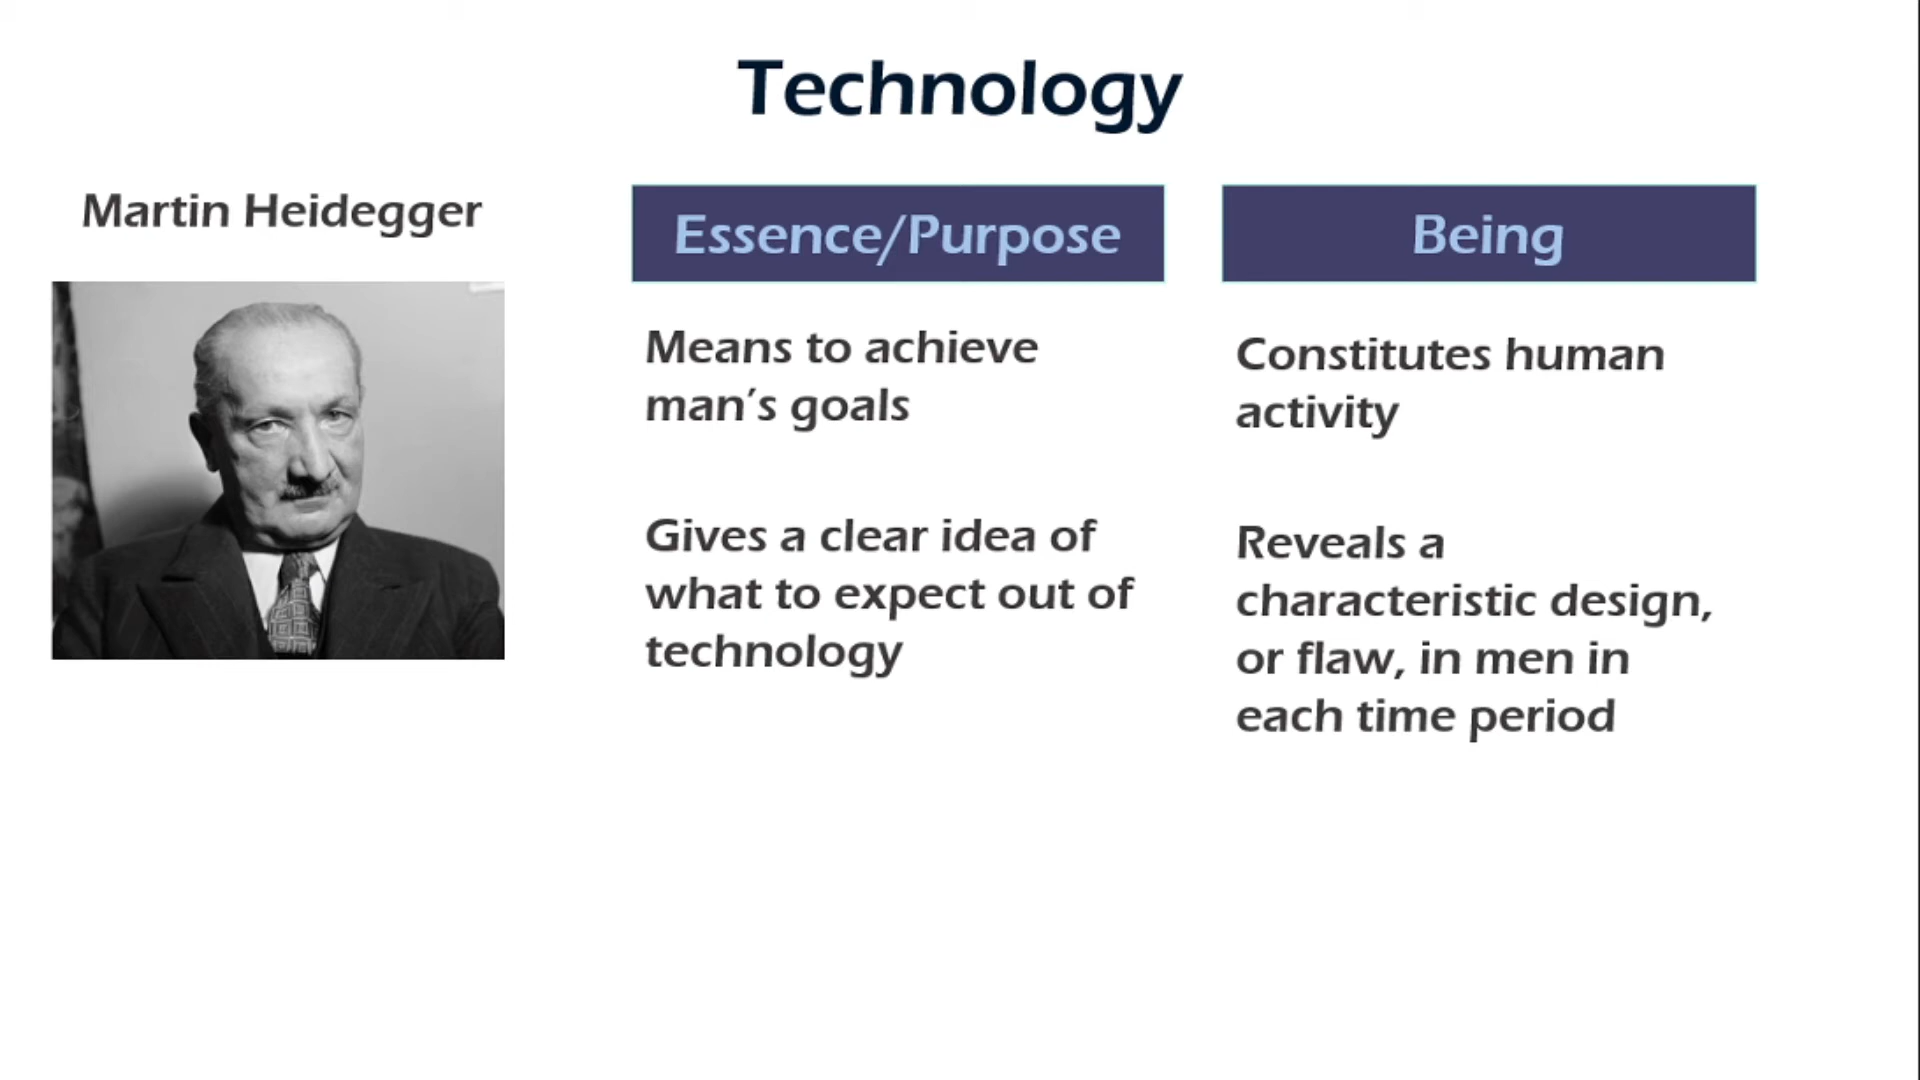 Technology
Martin Heidegger
Essence/Purpose
Means to achieve
man’s goals
Gives a clear idea of
what to expect out of
technology
Being
Constitutes human
activity
Reveals a
characteristic design,
or flaw, in men in
each time period